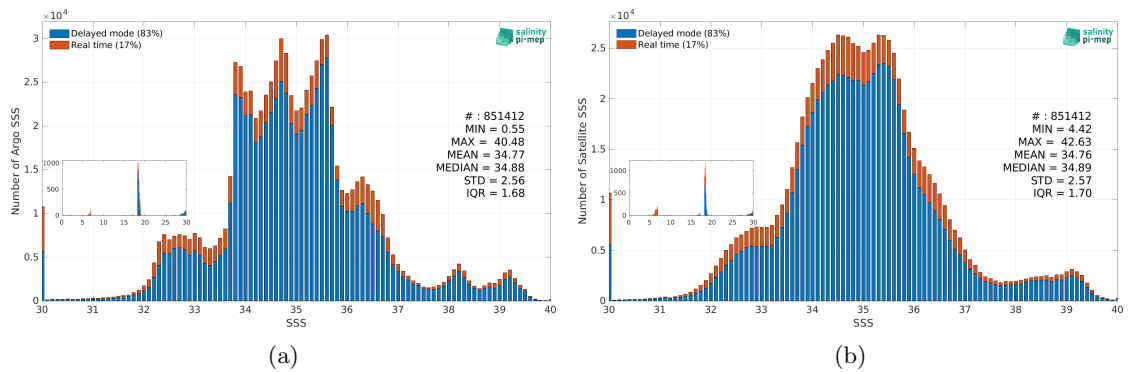 ×10⁴
Delayed mode (83%)
Real time (17%)
salinity
pi-mep
3
2.5
2
1.5
1
0.5
0
Number of Argo SSS
# : 851412
MIN = 0.55
MAX = 40.48
MEAN = 34.77
MEDIAN = 34.88
STD = 2.56
IQR = 1.68
1000
500
0
0 5 10 15 20 25 30
30 31 32 33 34 35 36 37 38 39 40
SSS
(a)
×10⁴
Delayed mode (83%)
Real time (17%)
salinity
pi-mep
2.5
2
1.5
1
0.5
0
Number of Satellite SSS
# : 851412
MIN = 4.42
MAX = 42.63
MEAN = 34.76
MEDIAN = 34.89
STD = 2.57
IQR = 1.70
1000
500
0
0 5 10 15 20 25 30
30 31 32 33 34 35 36 37 38 39 40
SSS
(b)